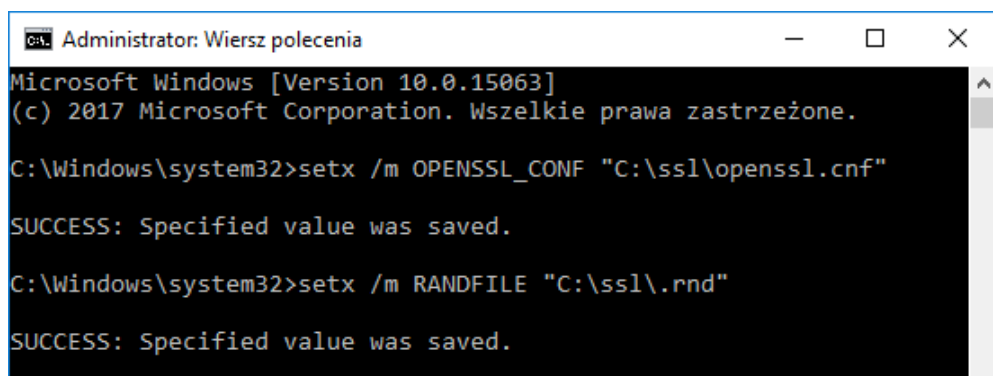 Administrator: Wiersz polecenia
Microsoft Windows [Version 10.0.15063]
(c) 2017 Microsoft Corporation. Wszelkie prawa zastrzeżone.
C:\Windows\system32>setx /m OPENSSL_CONF "C:\ssl\openssl.cnf"
SUCCESS: Specified value was saved.
C:\Windows\system32>setx /m RANDFILE "C:\ssl\.rnd"
SUCCESS: Specified value was saved.